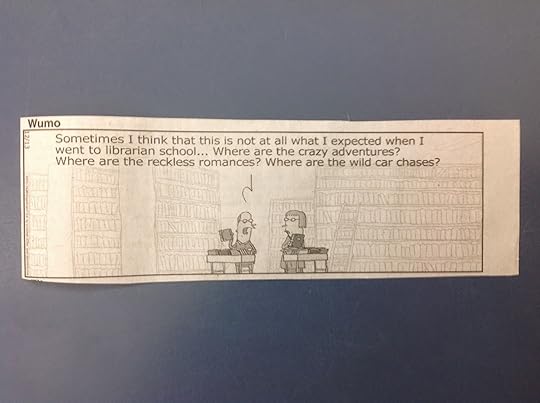 Wumo
Sometimes I think that this is not at all what I expected when I
went to librarian school... Where are the crazy adventures?
Where are the reckless romances? Where are the wild car chases?